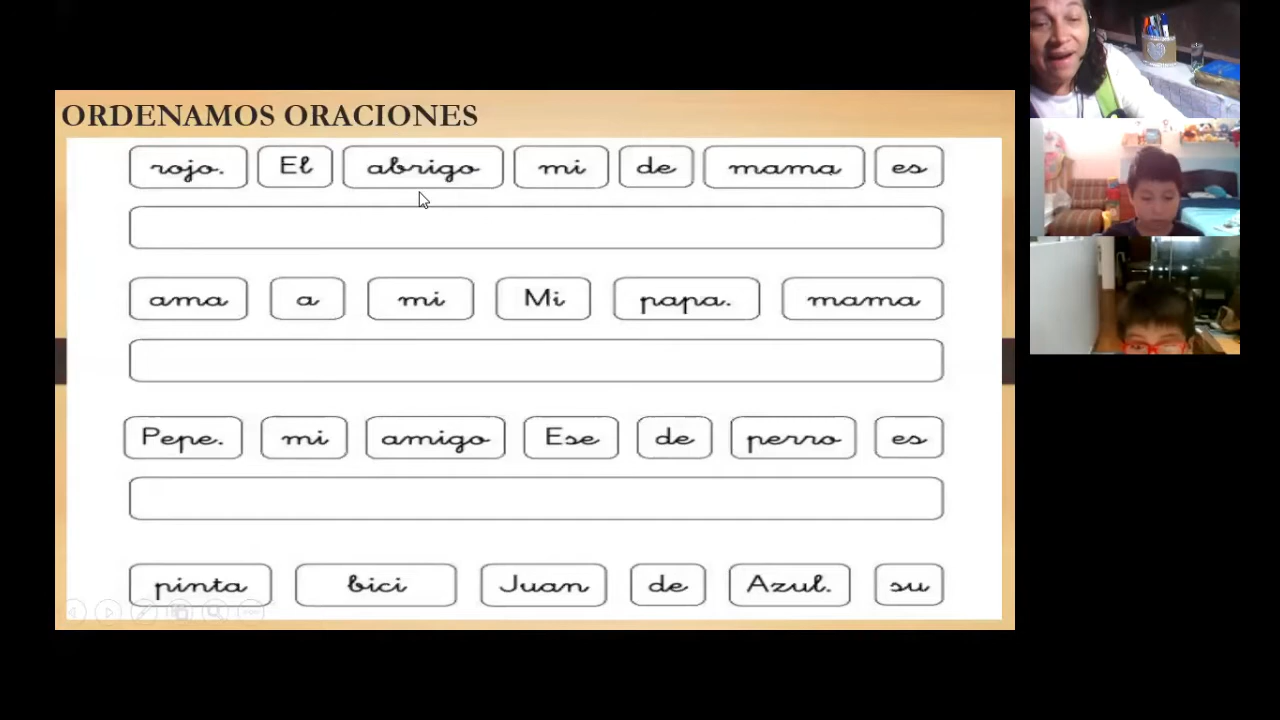 ORDENAMOS ORACIONES
rojo. El abrigo mi de mama es
ama a mi Mi papa. mama
Pepe. mi amigo Ese de perro es
pinta bici Juan de Azul. su